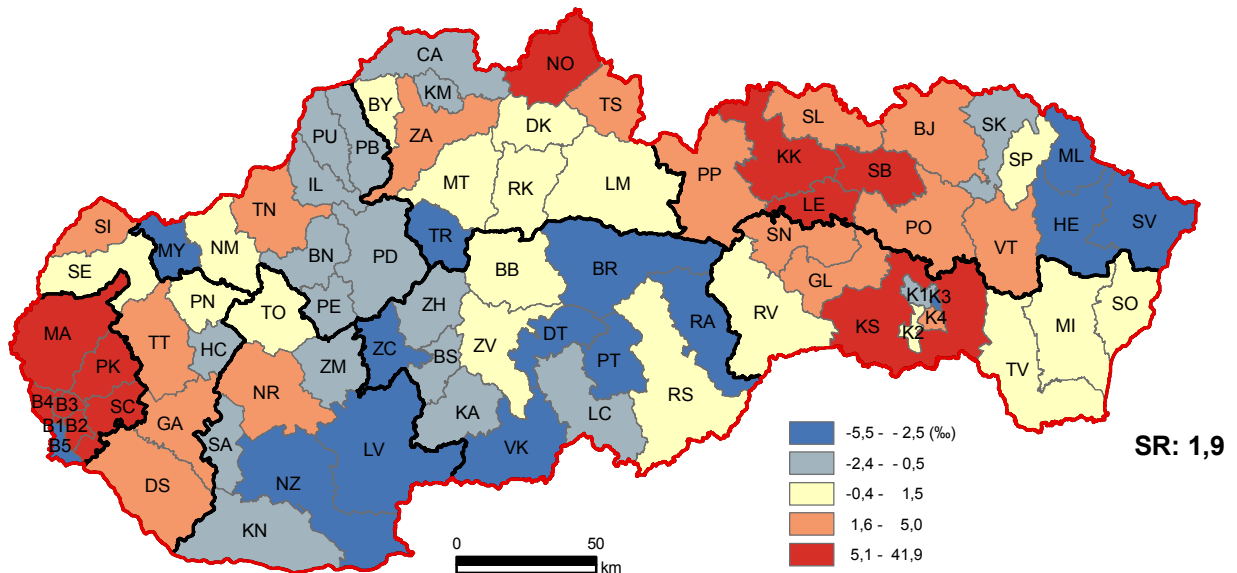 CA
NO
KM
BY
TS
PU
PB
ZA
DK
SL
BJ
SK
SP
ML
IL
MT
RK
LM
PP
KK
SB
LE
TN
SI
MY
NM
TR
SN
PO
VT
HE
SV
SE
BN
PD
BB
BR
GL
PN
TO
PE
ZH
RV
K1
K3
SO
MA
TT
HC
ZC
DT
RA
KS
K4
K2
MI
PK
ZM
BS
ZV
PT
TV
B4
B3
SC
NR
KA
LC
RS
B1
B2
GA
B5
SA
LV
VK
DS
NZ
KN
-5,5 - - 2,5 (‰)
-2,4 - - 0,5
-0,4 - 1,5
1,6 - 5,0
5,1 - 41,9
SR: 1,9
0 50
km